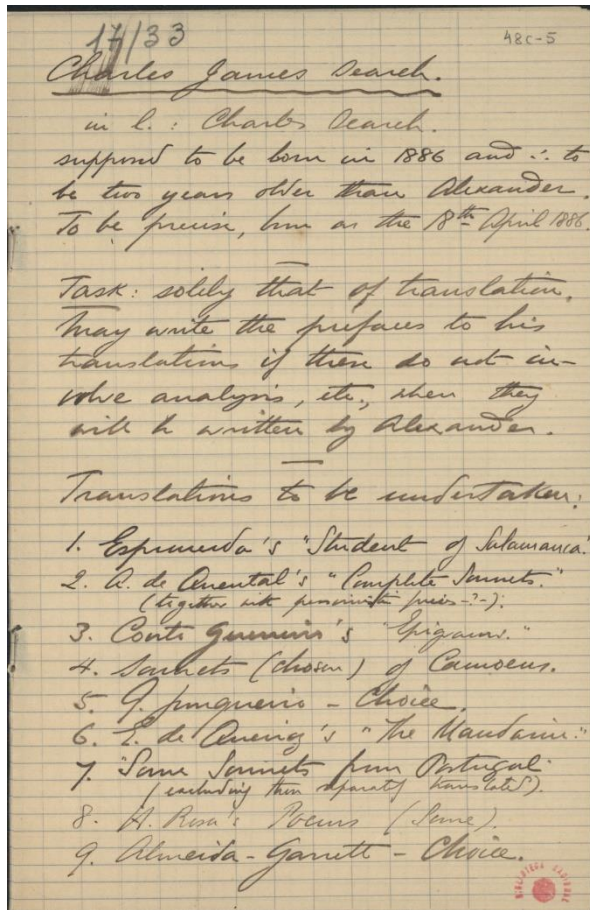 17/33
48C-5
Charles James Search.
in l. : Charles Search.
supposed to be born in 1886 and ∴ to
be two years older than Alexander.
To be precise, born on the 18th April 1886.
Task: solely that of translation.
May write the prefaces to his
translations if these do not in-
volve analysis, etc., when they
will be written by Alexander.
Translations to be undertaken:
1. Espronceda's "Student of Salamanca."
2. A. de Quental's "Complete Sonnets."
(together with pessimistic -?-).
3. Couto Guerreiro's "Epigrams."
4. Sonnets (chosen) of Camoens.
5. G. Junqueiro - Choice.
6. E. de Queiroz's "The Mandarin."
7. "Some Sonnets from Portugal"
(excluding those separately translated).
8. H. Rosa's Poems (Some).
9. Almeida-Garrett - Choice.
BIBLIOTECA NACIONAL